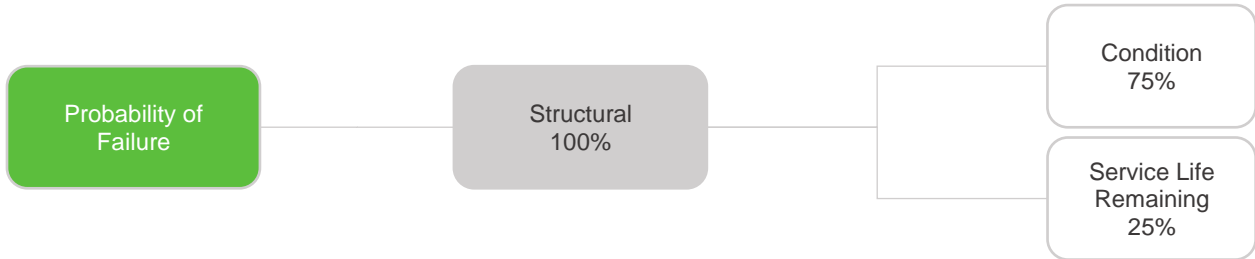 Probability of
Failure
Structural
100%
Condition
75%
Service Life
Remaining
25%